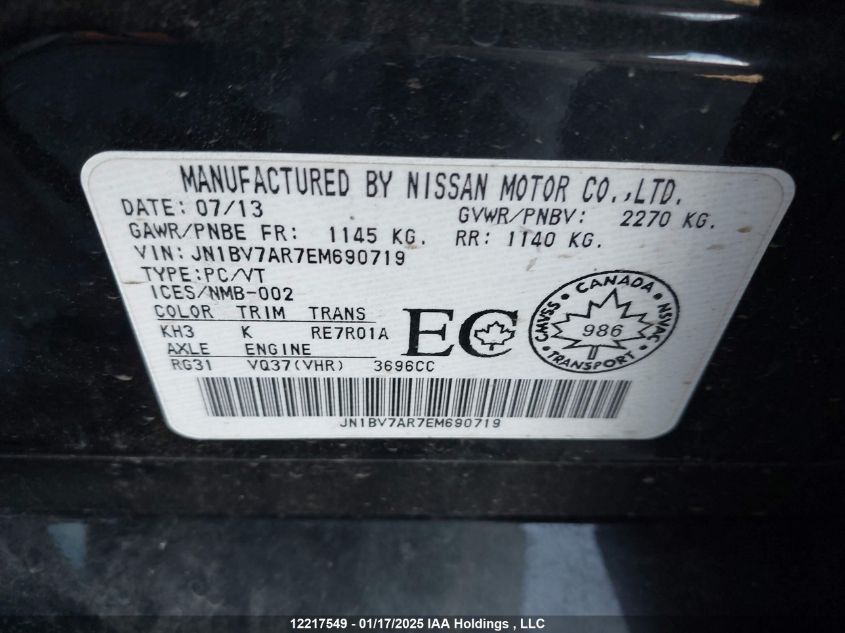 MANUFACTURED BY NISSAN MOTOR CO.,LTD.
DATE: 07/13 GVWR/PNBV: 2270 KG.
GAWR/PNBE FR: 1145 KG. RR: 1140 KG.
VIN: JN1BV7AR7EM690719
TYPE:PC/VT
ICES/NMB-002
COLOR TRIM TRANS
KH3 K RE7R01A
AXLE ENGINE
RG31 VQ37(VHR) 3696CC
EC
CANADA
CMVSS 986 NSVAC
TRANSPORT
JN1BV7AR7EM690719
12217549 - 01/17/2025 IAA Holdings , LLC